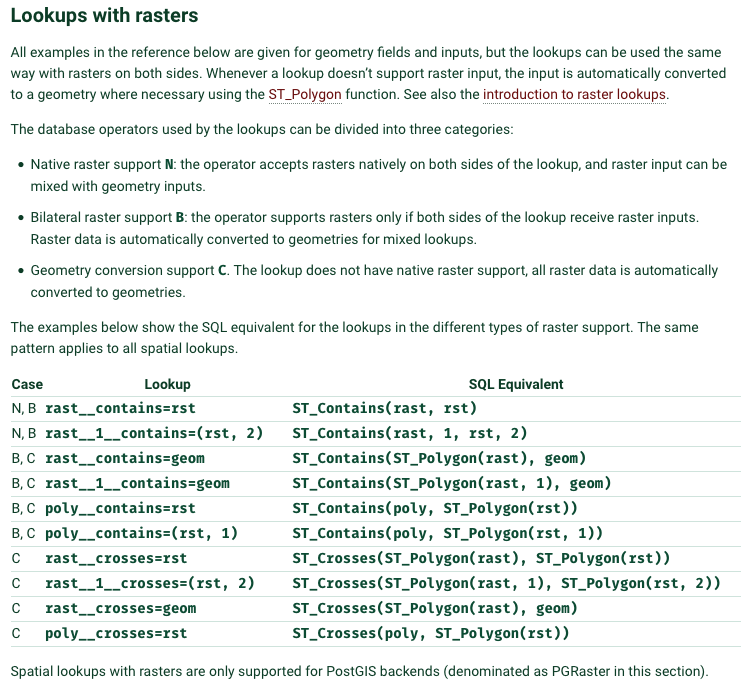 Lookups with rasters
All examples in the reference below are given for geometry fields and inputs, but the lookups can be used the same
way with rasters on both sides. Whenever a lookup doesn’t support raster input, the input is automatically converted
to a geometry where necessary using the ST_Polygon function. See also the introduction to raster lookups.
The database operators used by the lookups can be divided into three categories:
• Native raster support N: the operator accepts rasters natively on both sides of the lookup, and raster input can be
mixed with geometry inputs.
• Bilateral raster support B: the operator supports rasters only if both sides of the lookup receive raster inputs.
Raster data is automatically converted to geometries for mixed lookups.
• Geometry conversion support C. The lookup does not have native raster support, all raster data is automatically
converted to geometries.
The examples below show the SQL equivalent for the lookups in the different types of raster support. The same
pattern applies to all spatial lookups.
Case Lookup SQL Equivalent
N, B rast__contains=rst ST_Contains(rast, rst)
N, B rast__1__contains=(rst, 2) ST_Contains(rast, 1, rst, 2)
B, C rast__contains=geom ST_Contains(ST_Polygon(rast), geom)
B, C rast__1__contains=geom ST_Contains(ST_Polygon(rast, 1), geom)
B, C poly__contains=rst ST_Contains(poly, ST_Polygon(rst))
B, C poly__contains=(rst, 1) ST_Contains(poly, ST_Polygon(rst, 1))
C rast__crosses=rst ST_Crosses(ST_Polygon(rast), ST_Polygon(rst))
C rast__1__crosses=(rst, 2) ST_Crosses(ST_Polygon(rast, 1), ST_Polygon(rst, 2))
C rast__crosses=geom ST_Crosses(ST_Polygon(rast), geom)
C poly__crosses=rst ST_Crosses(poly, ST_Polygon(rst))
Spatial lookups with rasters are only supported for PostGIS backends (denominated as PGRaster in this section).